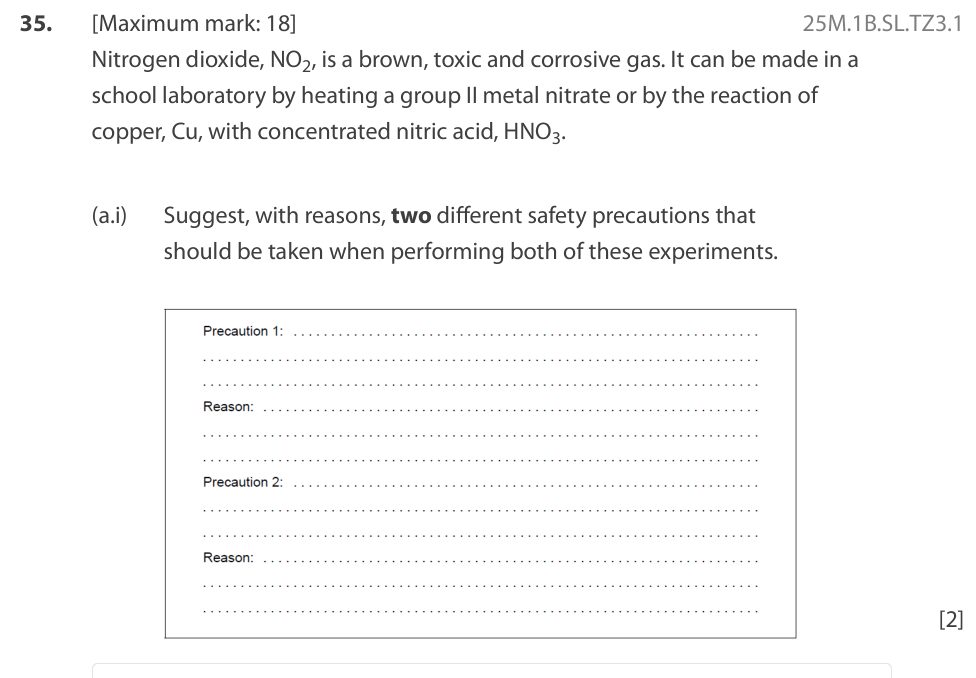 35. [Maximum mark: 18] 25M.1B.SL.TZ3.1
Nitrogen dioxide, NO₂, is a brown, toxic and corrosive gas. It can be made in a
school laboratory by heating a group II metal nitrate or by the reaction of
copper, Cu, with concentrated nitric acid, HNO₃.
(a.i) Suggest, with reasons, two different safety precautions that
should be taken when performing both of these experiments.
Precaution 1:
Reason:
Precaution 2:
Reason:
[2]